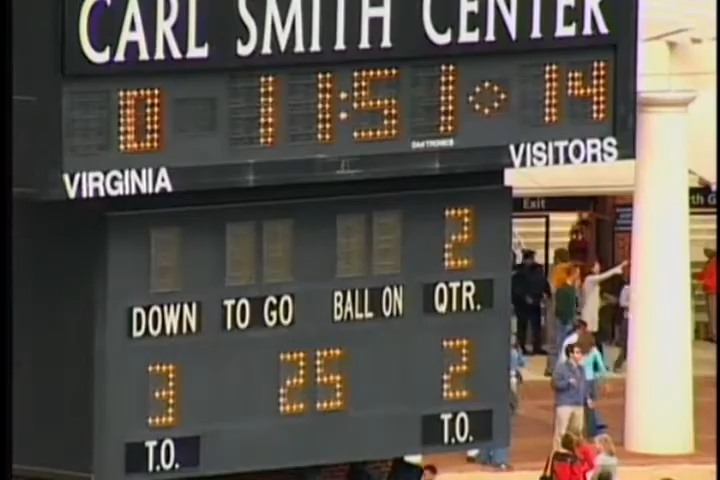 CARL SMITH CENTER
0 11:51 14
DAKTRONICS
VIRGINIA VISITORS
Exit
th G
2
DOWN TO GO BALL ON QTR.
3 25 2
T.O. T.O.